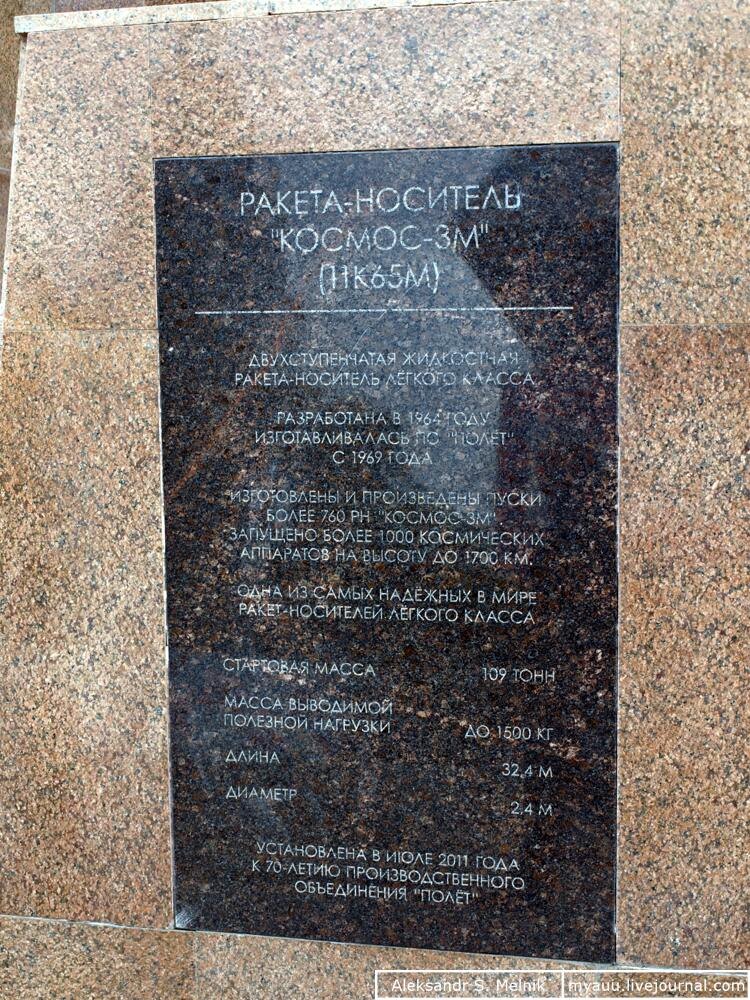 РАКЕТА-НОСИТЕЛЬ
"КОСМОС-3М"
(11К65М)
ДВУХСТУПЕНЧАТАЯ ЖИДКОСТНАЯ
РАКЕТА-НОСИТЕЛЬ ЛЁГКОГО КЛАССА
РАЗРАБОТАНА В 1964 ГОДУ
ИЗГОТАВЛИВАЛАСЬ ПО "ПОЛЁТ"
С 1969 ГОДА
ИЗГОТОВЛЕНЫ И ПРОИЗВЕДЕНЫ ПУСКИ
БОЛЕЕ 760 РН "КОСМОС-3М"
ЗАПУЩЕНО БОЛЕЕ 1000 КОСМИЧЕСКИХ
АППАРАТОВ НА ВЫСОТУ ДО 1700 КМ.
ОДНА ИЗ САМЫХ НАДЁЖНЫХ В МИРЕ
РАКЕТ-НОСИТЕЛЕЙ ЛЁГКОГО КЛАССА
СТАРТОВАЯ МАССА 109 ТОНН
МАССА ВЫВОДИМОЙ
ПОЛЕЗНОЙ НАГРУЗКИ ДО 1500 КГ
ДЛИНА 32,4 М
ДИАМЕТР 2,4 М
УСТАНОВЛЕНА В ИЮЛЕ 2011 ГОДА
К 70-ЛЕТИЮ ПРОИЗВОДСТВЕННОГО
ОБЪЕДИНЕНИЯ "ПОЛЁТ"
Aleksandr S. Melnik myauu.livejournal.com